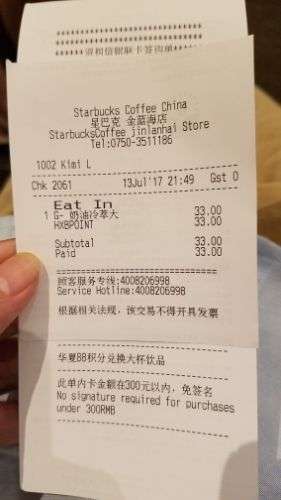 Starbucks Coffee China
星巴克 金蓝海店
StarbucksCoffee jinlanhai Store
Tel:0750-3511186
1002 Kimi L
Chk 2061 13Jul'17 21:49 Gst 0
Eat In
1 G- 奶油冷萃大 33.00
HXBPOINT 33.00
Subtotal 33.00
Paid 33.00
顾客服务专线:4008206998
Service Hotline:4008206998
根据相关法规, 该交易不得开具发票
华夏BB积分兑换大杯饮品
此单内卡金额在300元以内, 免签名
No signature required for purchases
under 300RMB